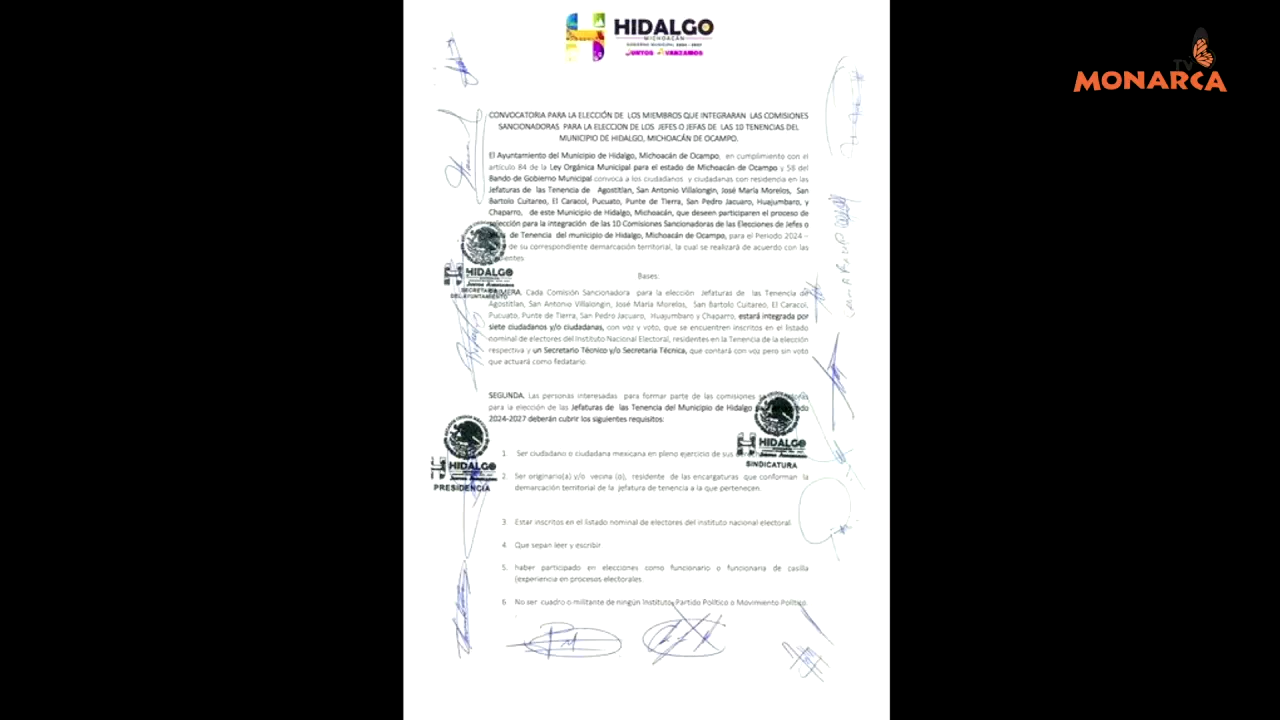 HIDALGO
MICHOACÁN
GOBIERNO MUNICIPAL 2024 - 2027
JUNTOS AVANZAMOS
TV
MONARCA
CONVOCATORIA PARA LA ELECCIÓN DE LOS MIEMBROS QUE INTEGRARAN LAS COMISIONES
SANCIONADORAS PARA LA ELECCION DE LOS JEFES O JEFAS DE LAS 10 TENENCIAS DEL
MUNICIPIO DE HIDALGO, MICHOACÁN DE OCAMPO.
El Ayuntamiento del Municipio de Hidalgo, Michoacán de Ocampo, en cumplimiento con el
artículo 84 de la Ley Orgánica Municipal para el estado de Michoacán de Ocampo y 58 del
Bando de Gobierno Municipal convoca a los ciudadanos y ciudadanas con residencia en las
Jefaturas de las Tenencia de Agostitlan, San Antonio Villalongin, José María Morelos, San
Bartolo Cuitareo, El Caracol, Pucuato, Punte de Tierra, San Pedro Jacuaro, Huajumbaro, y
Chaparro, de este Municipio de Hidalgo, Michoacán, que deseen participaren el proceso de
selección para la integración de las 10 Comisiones Sancionadoras de las Elecciones de Jefes o
de Tenencia del municipio de Hidalgo, Michoacán de Ocampo, para el Periodo 2024 –
de su correspondiente demarcación territorial, la cual se realizará de acuerdo con las
Bases:
PRIMERA. Cada Comisión Sancionadora para la elección Jefaturas de las Tenencia de
Agostitlan, San Antonio Villalongin, José María Morelos, San Bartolo Cuitareo, El Caracol,
Pucuato, Punte de Tierra, San Pedro Jacuaro, Huajumbaro y Chaparro, estará integrada por
siete ciudadanos y/o ciudadanas, con voz y voto, que se encuentren inscritos en el listado
nominal de electores del Instituto Nacional Electoral, residentes en la Tenencia de la elección
respectiva y un Secretario Técnico y/o Secretaria Técnica, que contará con voz pero sin voto
que actuará como fedatario.
SEGUNDA. Las personas interesadas para formar parte de las comisiones
para la elección de las Jefaturas de las Tenencia del Municipio de Hidalgo
2024-2027 deberán cubrir los siguientes requisitos:
1. Ser ciudadano o ciudadana mexicana en pleno ejercicio de sus
2. Ser originario(a) y/o vecina (o), residente de las encargaturas que conforman la
demarcación territorial de la jefatura de tenencia a la que pertenecen.
3 Estar inscritos en el listado nominal de electores del instituto nacional electoral.
4. Que sepan leer y escribir
5. haber participado en elecciones como funcionario o funcionaria de casilla
(experiencia en procesos electorales.
6 No ser cuadro o militante de ningún Instituto, Partido Político o Movimiento Político.
HIDALGO
SECRETARIA
DEL AYUNTAMIENTO
HIDALGO
PRESIDENCIA
HIDALGO
SINDICATURA